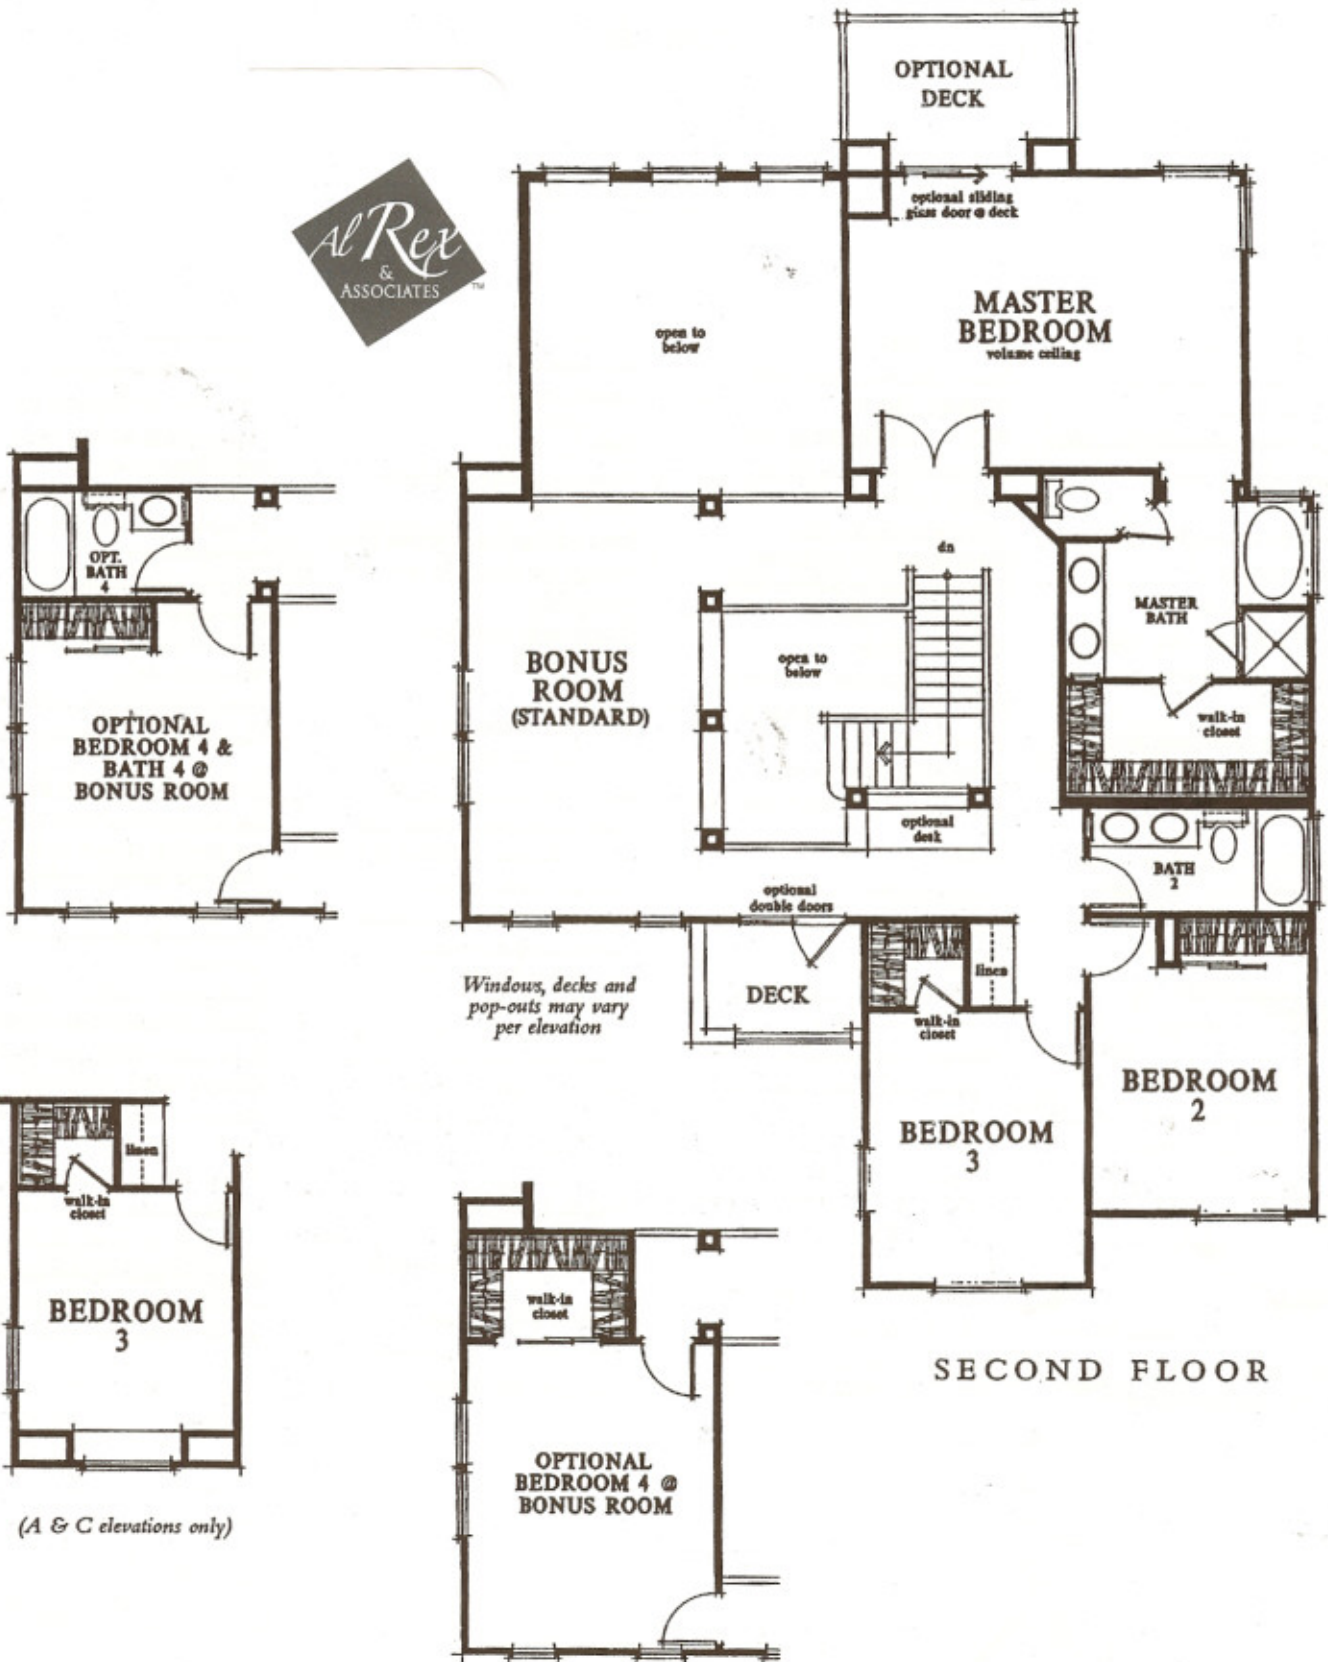 OPTIONAL
DECK
optional sliding
glass door @ deck
Al Rex
&
ASSOCIATES
TM
open to
below
MASTER
BEDROOM
volume ceiling
dn
OPT.
BATH
4
OPTIONAL
BEDROOM 4 &
BATH 4 @
BONUS ROOM
BONUS
ROOM
(STANDARD)
open to
below
MASTER
BATH
walk-in
closet
optional
desk
BATH
2
optional
double doors
DECK
Windows, decks and
pop-outs may vary
per elevation
linen
walk-in
closet
BEDROOM
3
BEDROOM
2
linen
walk-in
closet
BEDROOM
3
(A & C elevations only)
walk-in
closet
OPTIONAL
BEDROOM 4 @
BONUS ROOM
SECOND FLOOR